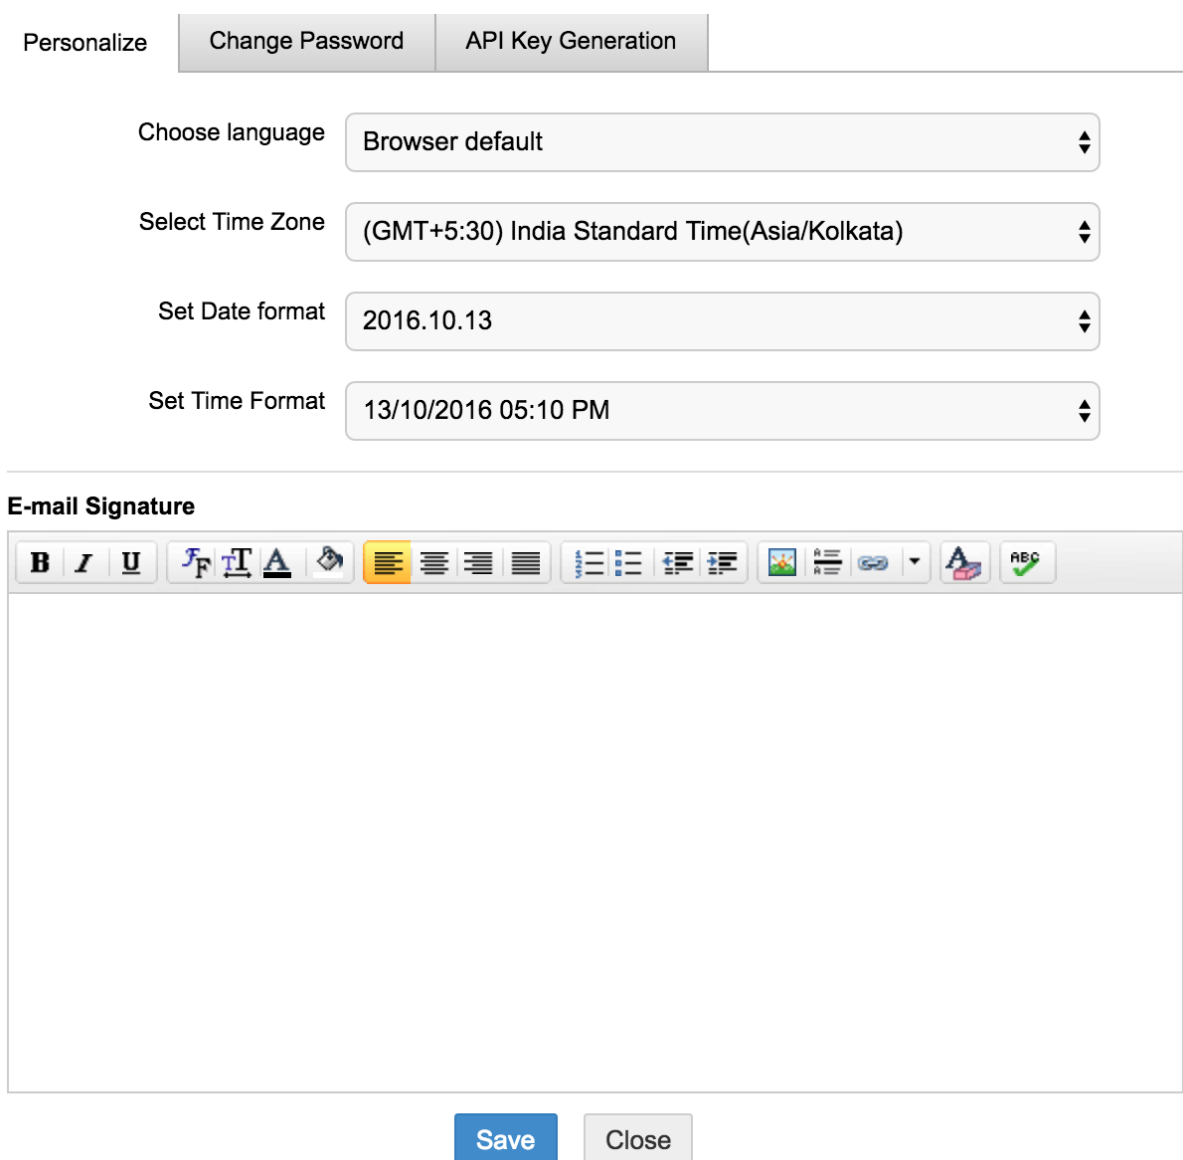 Personalize Change Password API Key Generation
Choose language Browser default
Select Time Zone (GMT+5:30) India Standard Time(Asia/Kolkata)
Set Date format 2016.10.13
Set Time Format 13/10/2016 05:10 PM
E-mail Signature
B I U F F T T A A A A ABC
Save Close